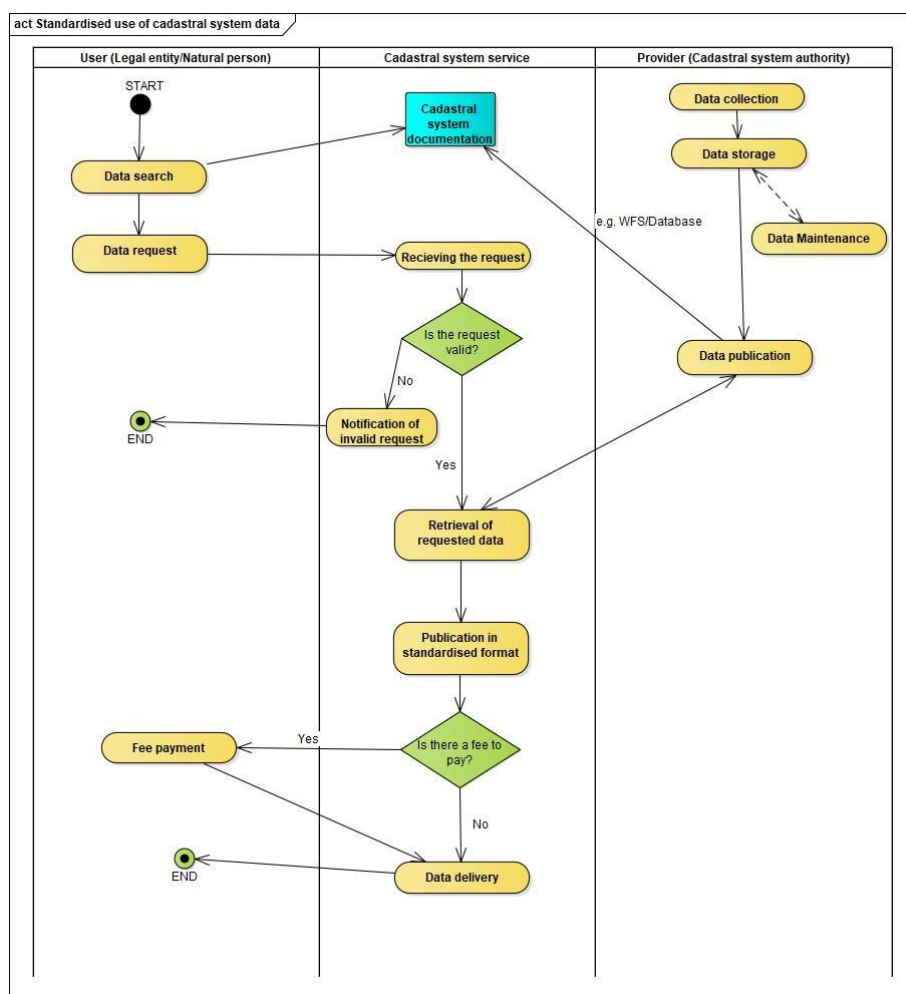 act Standardised use of cadastral system data
User (Legal entity/Natural person)
Cadastral system service
Provider (Cadastral system authority)
START
Cadastral
system
documentation
Data collection
Data storage
Data search
e.g. WFS/Database
Data Maintenance
Data request
Recieving the request
Is the request
valid?
Data publication
No
Notification of
invalid request
END
Yes
Retrieval of
requested data
Publication in
standardised format
Yes
Fee payment
Is there a fee to
pay?
No
END
Data delivery